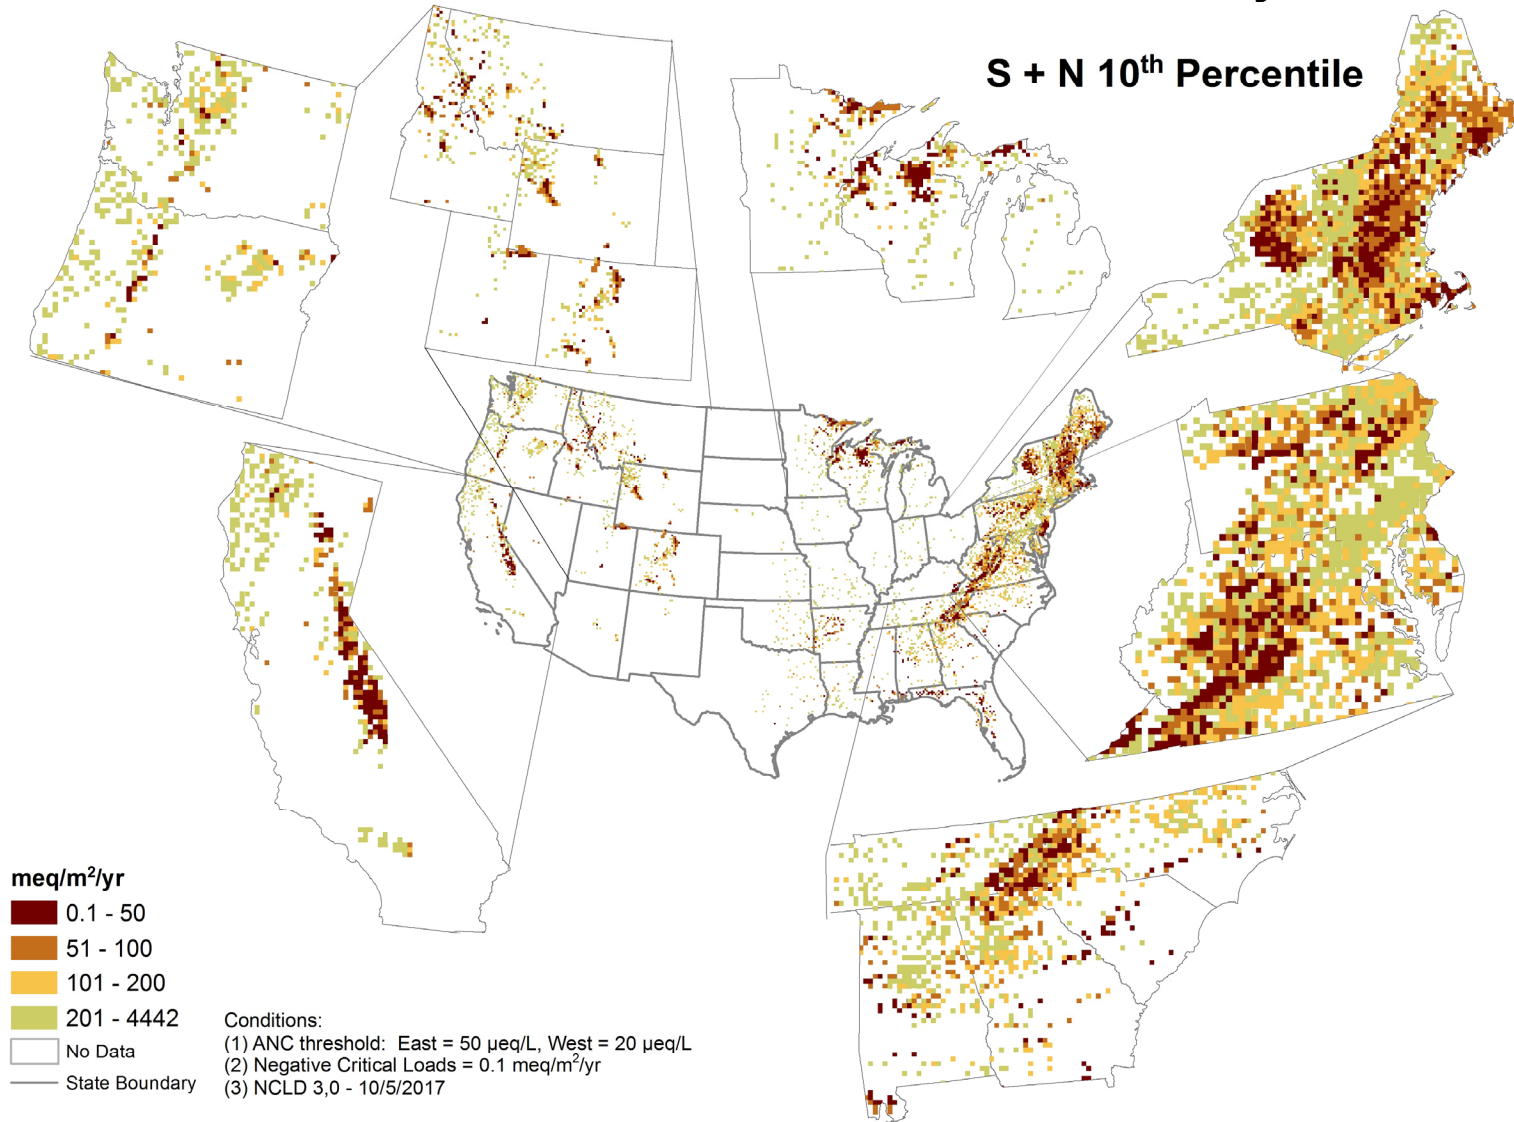 S + N 10th Percentile
meq/m2/yr
0.1 - 50
51 - 100
101 - 200
201 - 4442
No Data
State Boundary
Conditions:
(1) ANC threshold: East = 50 µeq/L, West = 20 µeq/L
(2) Negative Critical Loads = 0.1 meq/m2/yr
(3) NCLD 3,0 - 10/5/2017